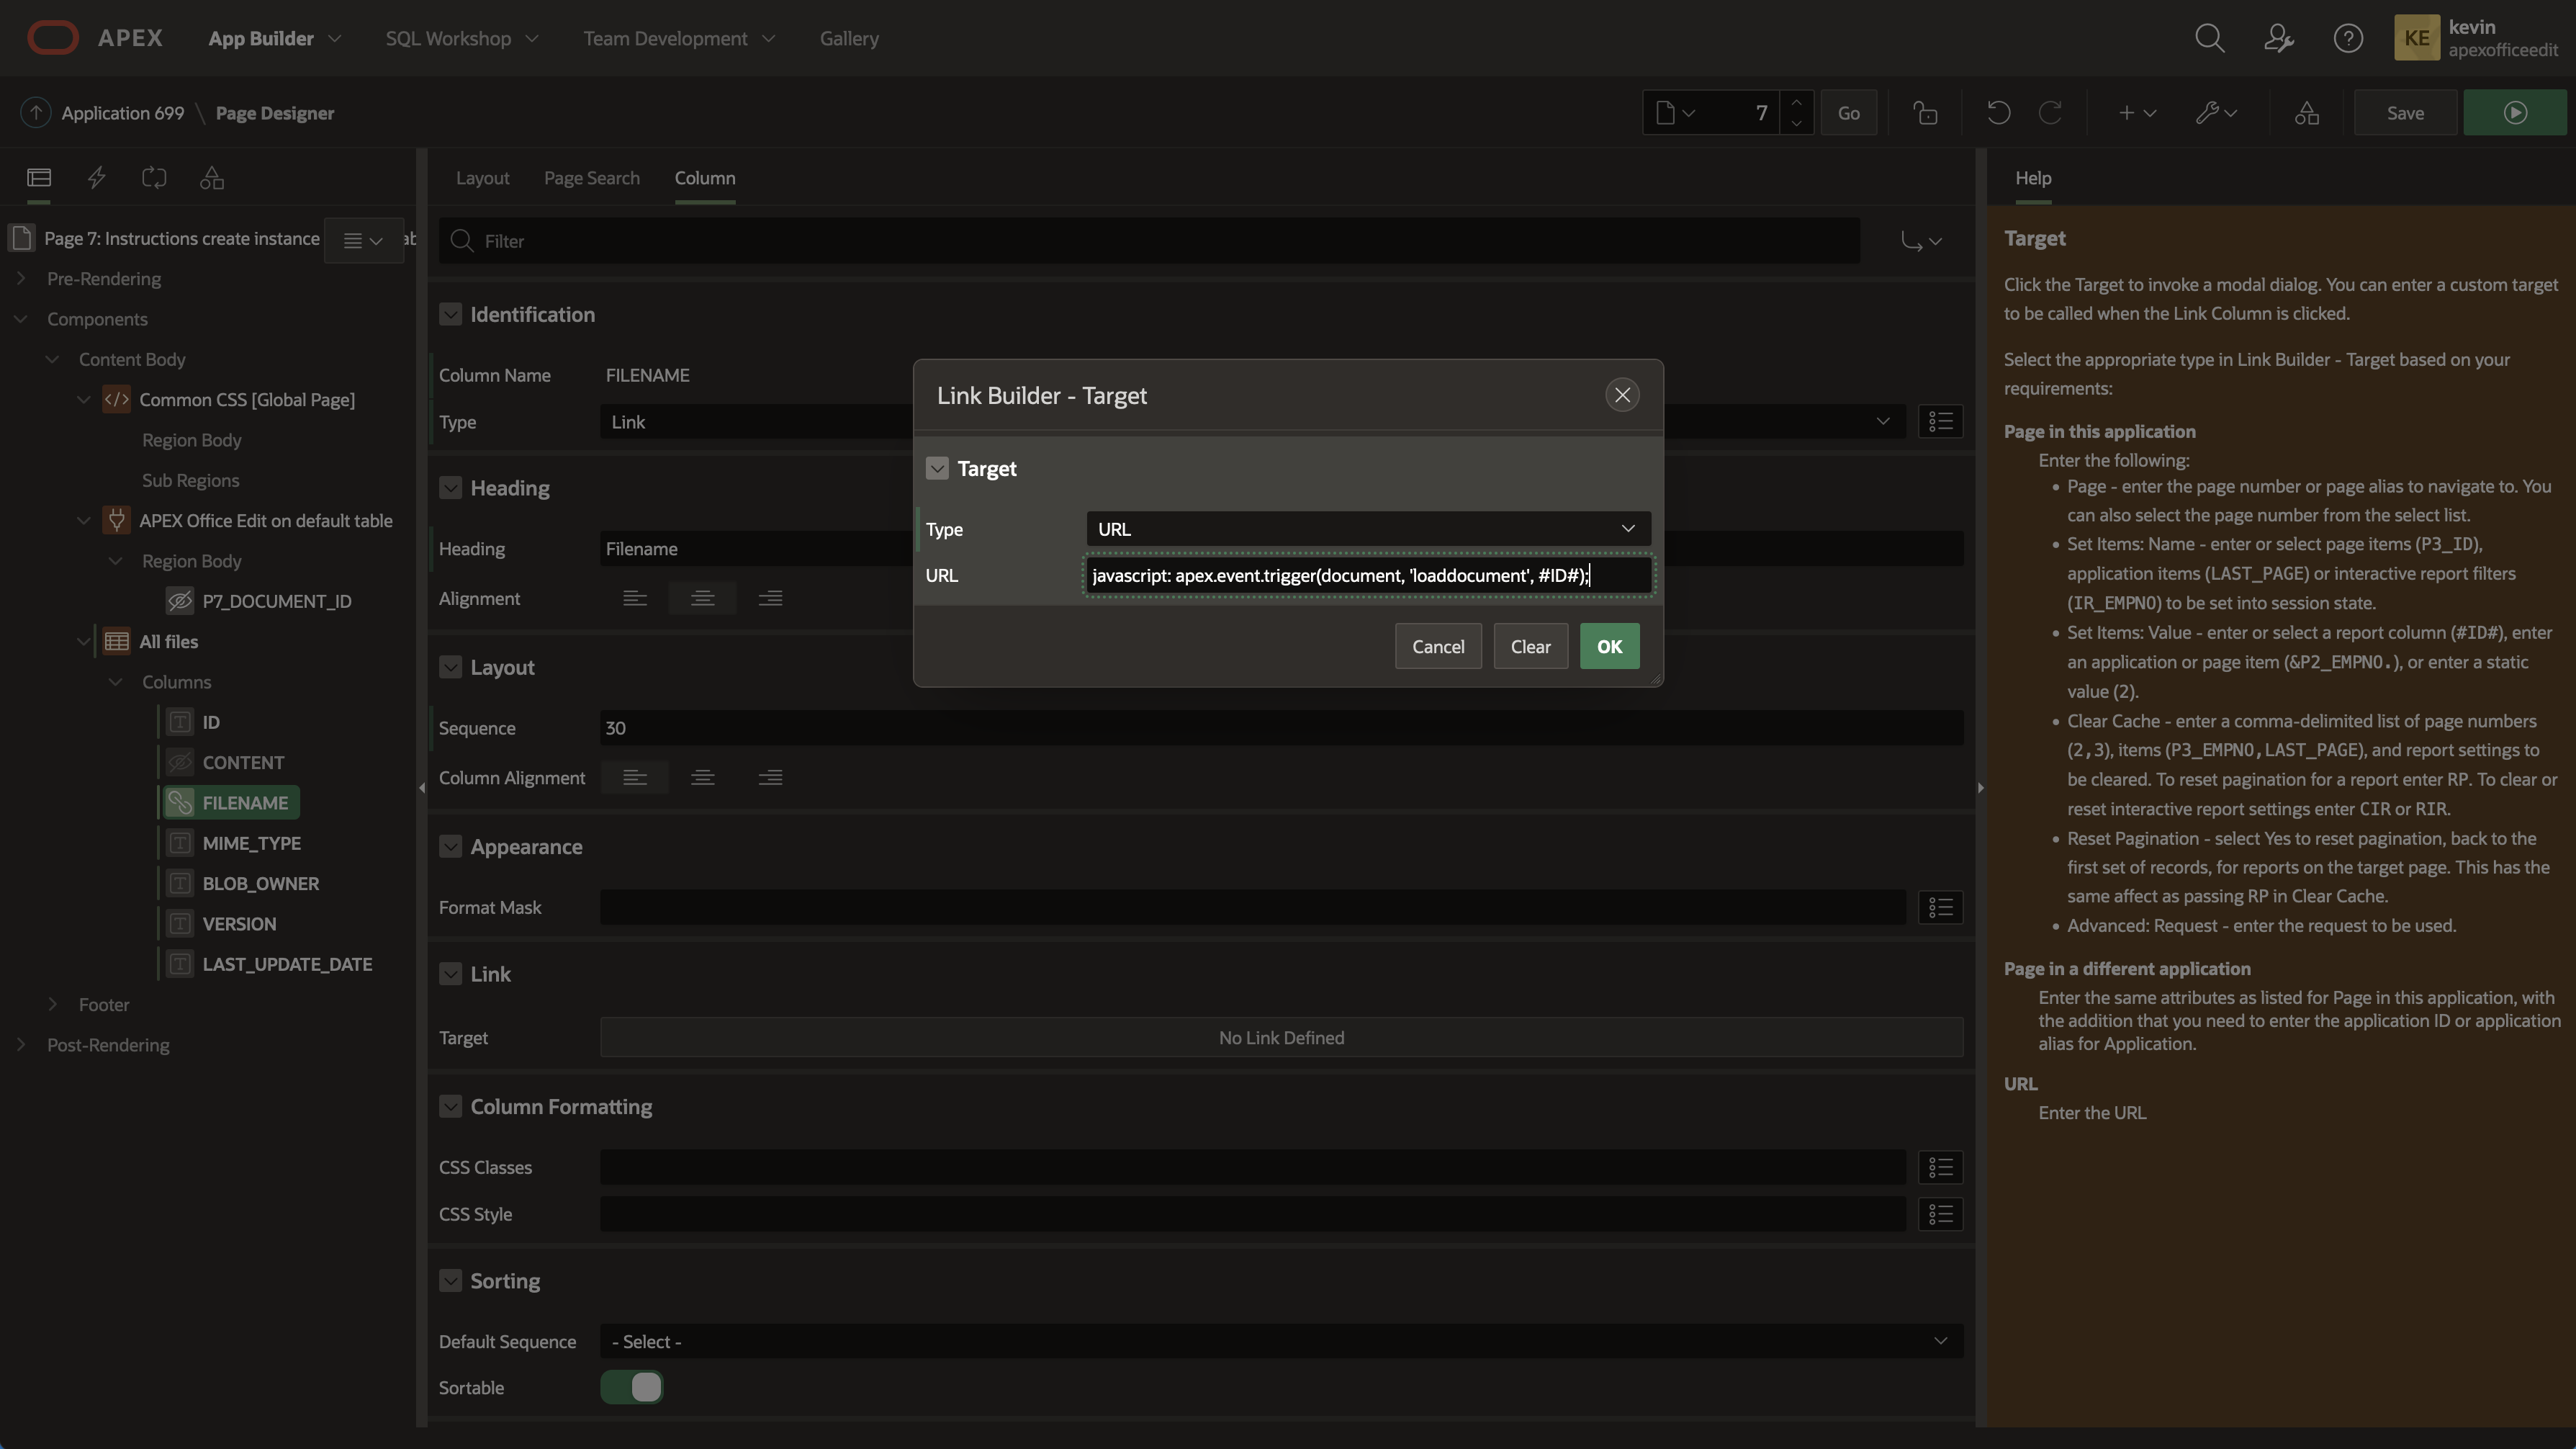 APEX
App Builder
SQL Workshop
Team Development
Gallery
KE
kevin
apexofficeedit
Application 699 \ Page Designer
7
Go
Save
Page 7: Instructions create instance
Pre-Rendering
Components
Content Body
Common CSS [Global Page]
Region Body
Sub Regions
APEX Office Edit on default table
Region Body
P7_DOCUMENT_ID
All files
Columns
ID
CONTENT
FILENAME
MIME_TYPE
BLOB_OWNER
VERSION
LAST_UPDATE_DATE
Footer
Post-Rendering
Layout
Page Search
Column
Filter
Identification
Column Name
FILENAME
Type
Link
Heading
Heading
Filename
Alignment
Layout
Sequence
30
Column Alignment
Appearance
Format Mask
Link
Target
No Link Defined
Column Formatting
CSS Classes
CSS Style
Sorting
Default Sequence
- Select -
Sortable
Link Builder - Target
Target
Type
URL
URL
javascript: apex.event.trigger(document, 'loaddocument', #ID#);
Cancel
Clear
OK
Help
Target
Click the Target to invoke a modal dialog. You can enter a custom target
to be called when the Link Column is clicked.
Select the appropriate type in Link Builder - Target based on your
requirements:
Page in this application
Enter the following:
• Page - enter the page number or page alias to navigate to. You
can also select the page number from the select list.
• Set Items: Name - enter or select page items (P3_ID),
application items (LAST_PAGE) or interactive report filters
(IR_EMPNO) to be set into session state.
• Set Items: Value - enter or select a report column (#ID#), enter
an application or page item (&P2_EMPNO.), or enter a static
value (2).
• Clear Cache - enter a comma-delimited list of page numbers
(2,3), items (P3_EMPNO,LAST_PAGE), and report settings to
be cleared. To reset pagination for a report enter RP. To clear or
reset interactive report settings enter CIR or RIR.
• Reset Pagination - select Yes to reset pagination, back to the
first set of records, for reports on the target page. This has the
same affect as passing RP in Clear Cache.
• Advanced: Request - enter the request to be used.
Page in a different application
Enter the same attributes as listed for Page in this application, with
the addition that you need to enter the application ID or application
alias for Application.
URL
Enter the URL